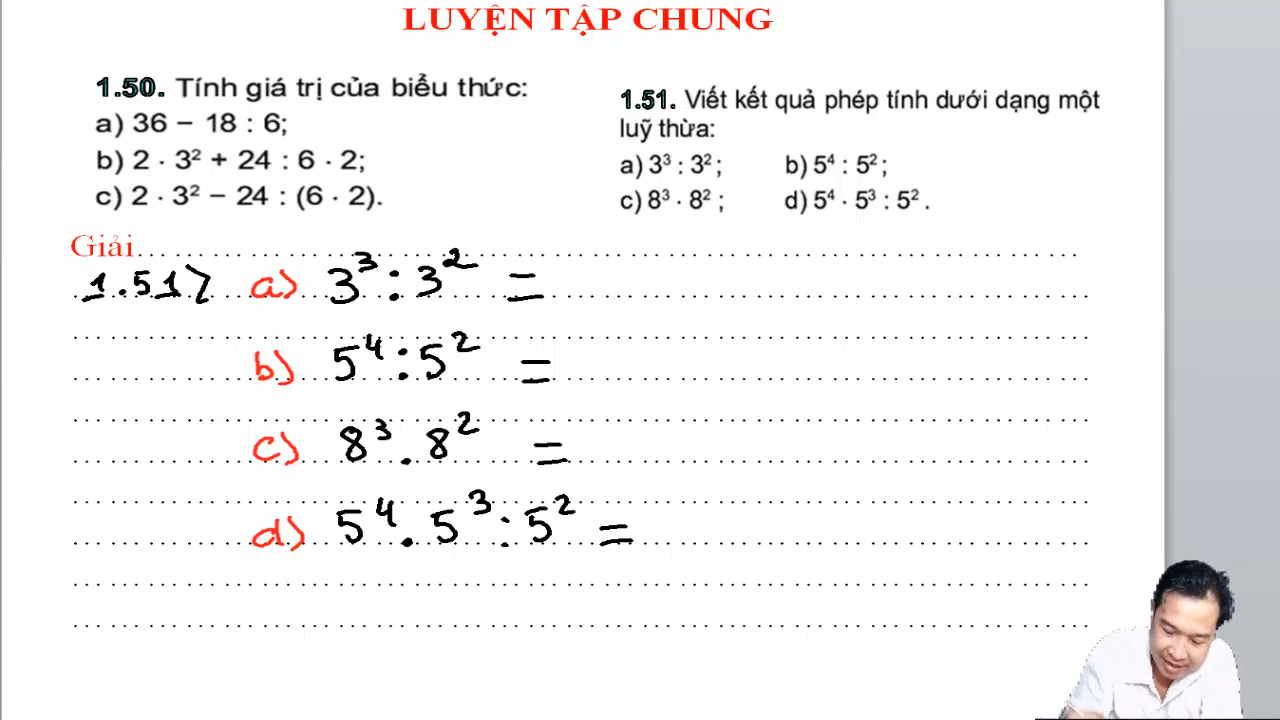 LUYỆN TẬP CHUNG
1.50. Tính giá trị của biểu thức:
a) 36 – 18 : 6;
b) 2 · 3² + 24 : 6 · 2;
c) 2 · 3² – 24 : (6 · 2).
1.51. Viết kết quả phép tính dưới dạng một
luỹ thừa:
a) 3³ : 3² ; b) 5⁴ : 5² ;
c) 8³ · 8² ; d) 5⁴ · 5³ : 5² .
Giải
1.51) a) 3³ : 3² =
b) 5⁴ : 5² =
c) 8³ . 8² =
d) 5⁴ . 5³ : 5² =